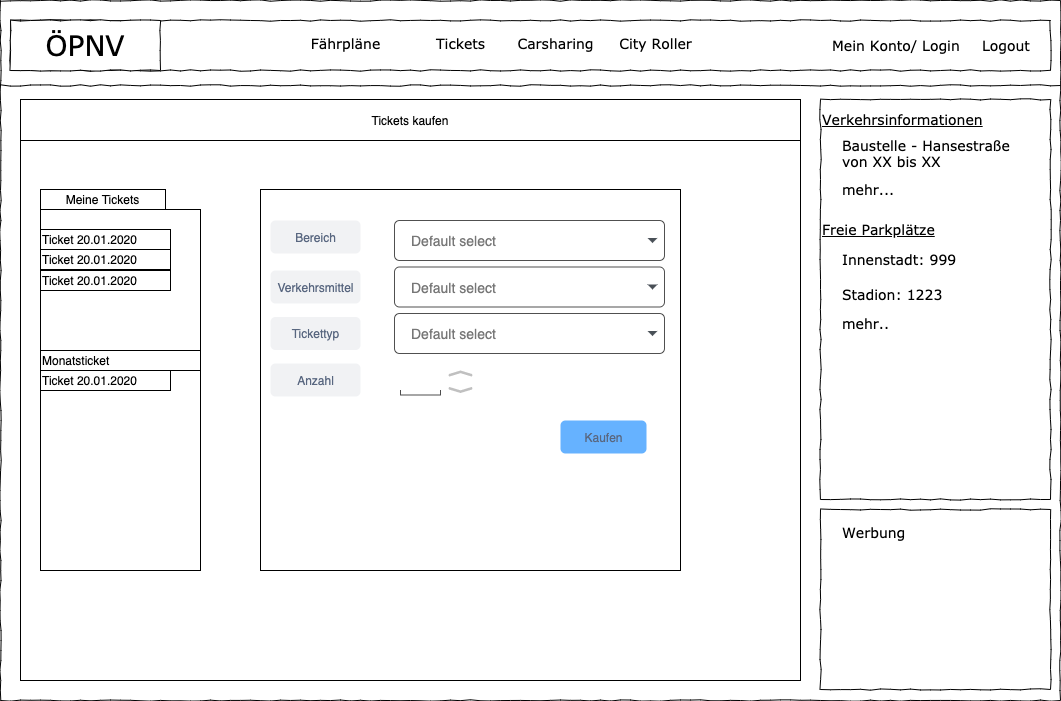 ÖPNV
Fährpläne
Tickets
Carsharing
City Roller
Mein Konto/ Login
Logout
Tickets kaufen
Meine Tickets
Ticket 20.01.2020
Ticket 20.01.2020
Ticket 20.01.2020
Monatsticket
Ticket 20.01.2020
Bereich
Default select
Verkehrsmittel
Default select
Tickettyp
Default select
Anzahl
Kaufen
Verkehrsinformationen
Baustelle - Hansestraße
von XX bis XX
mehr...
Freie Parkplätze
Innenstadt: 999
Stadion: 1223
mehr..
Werbung